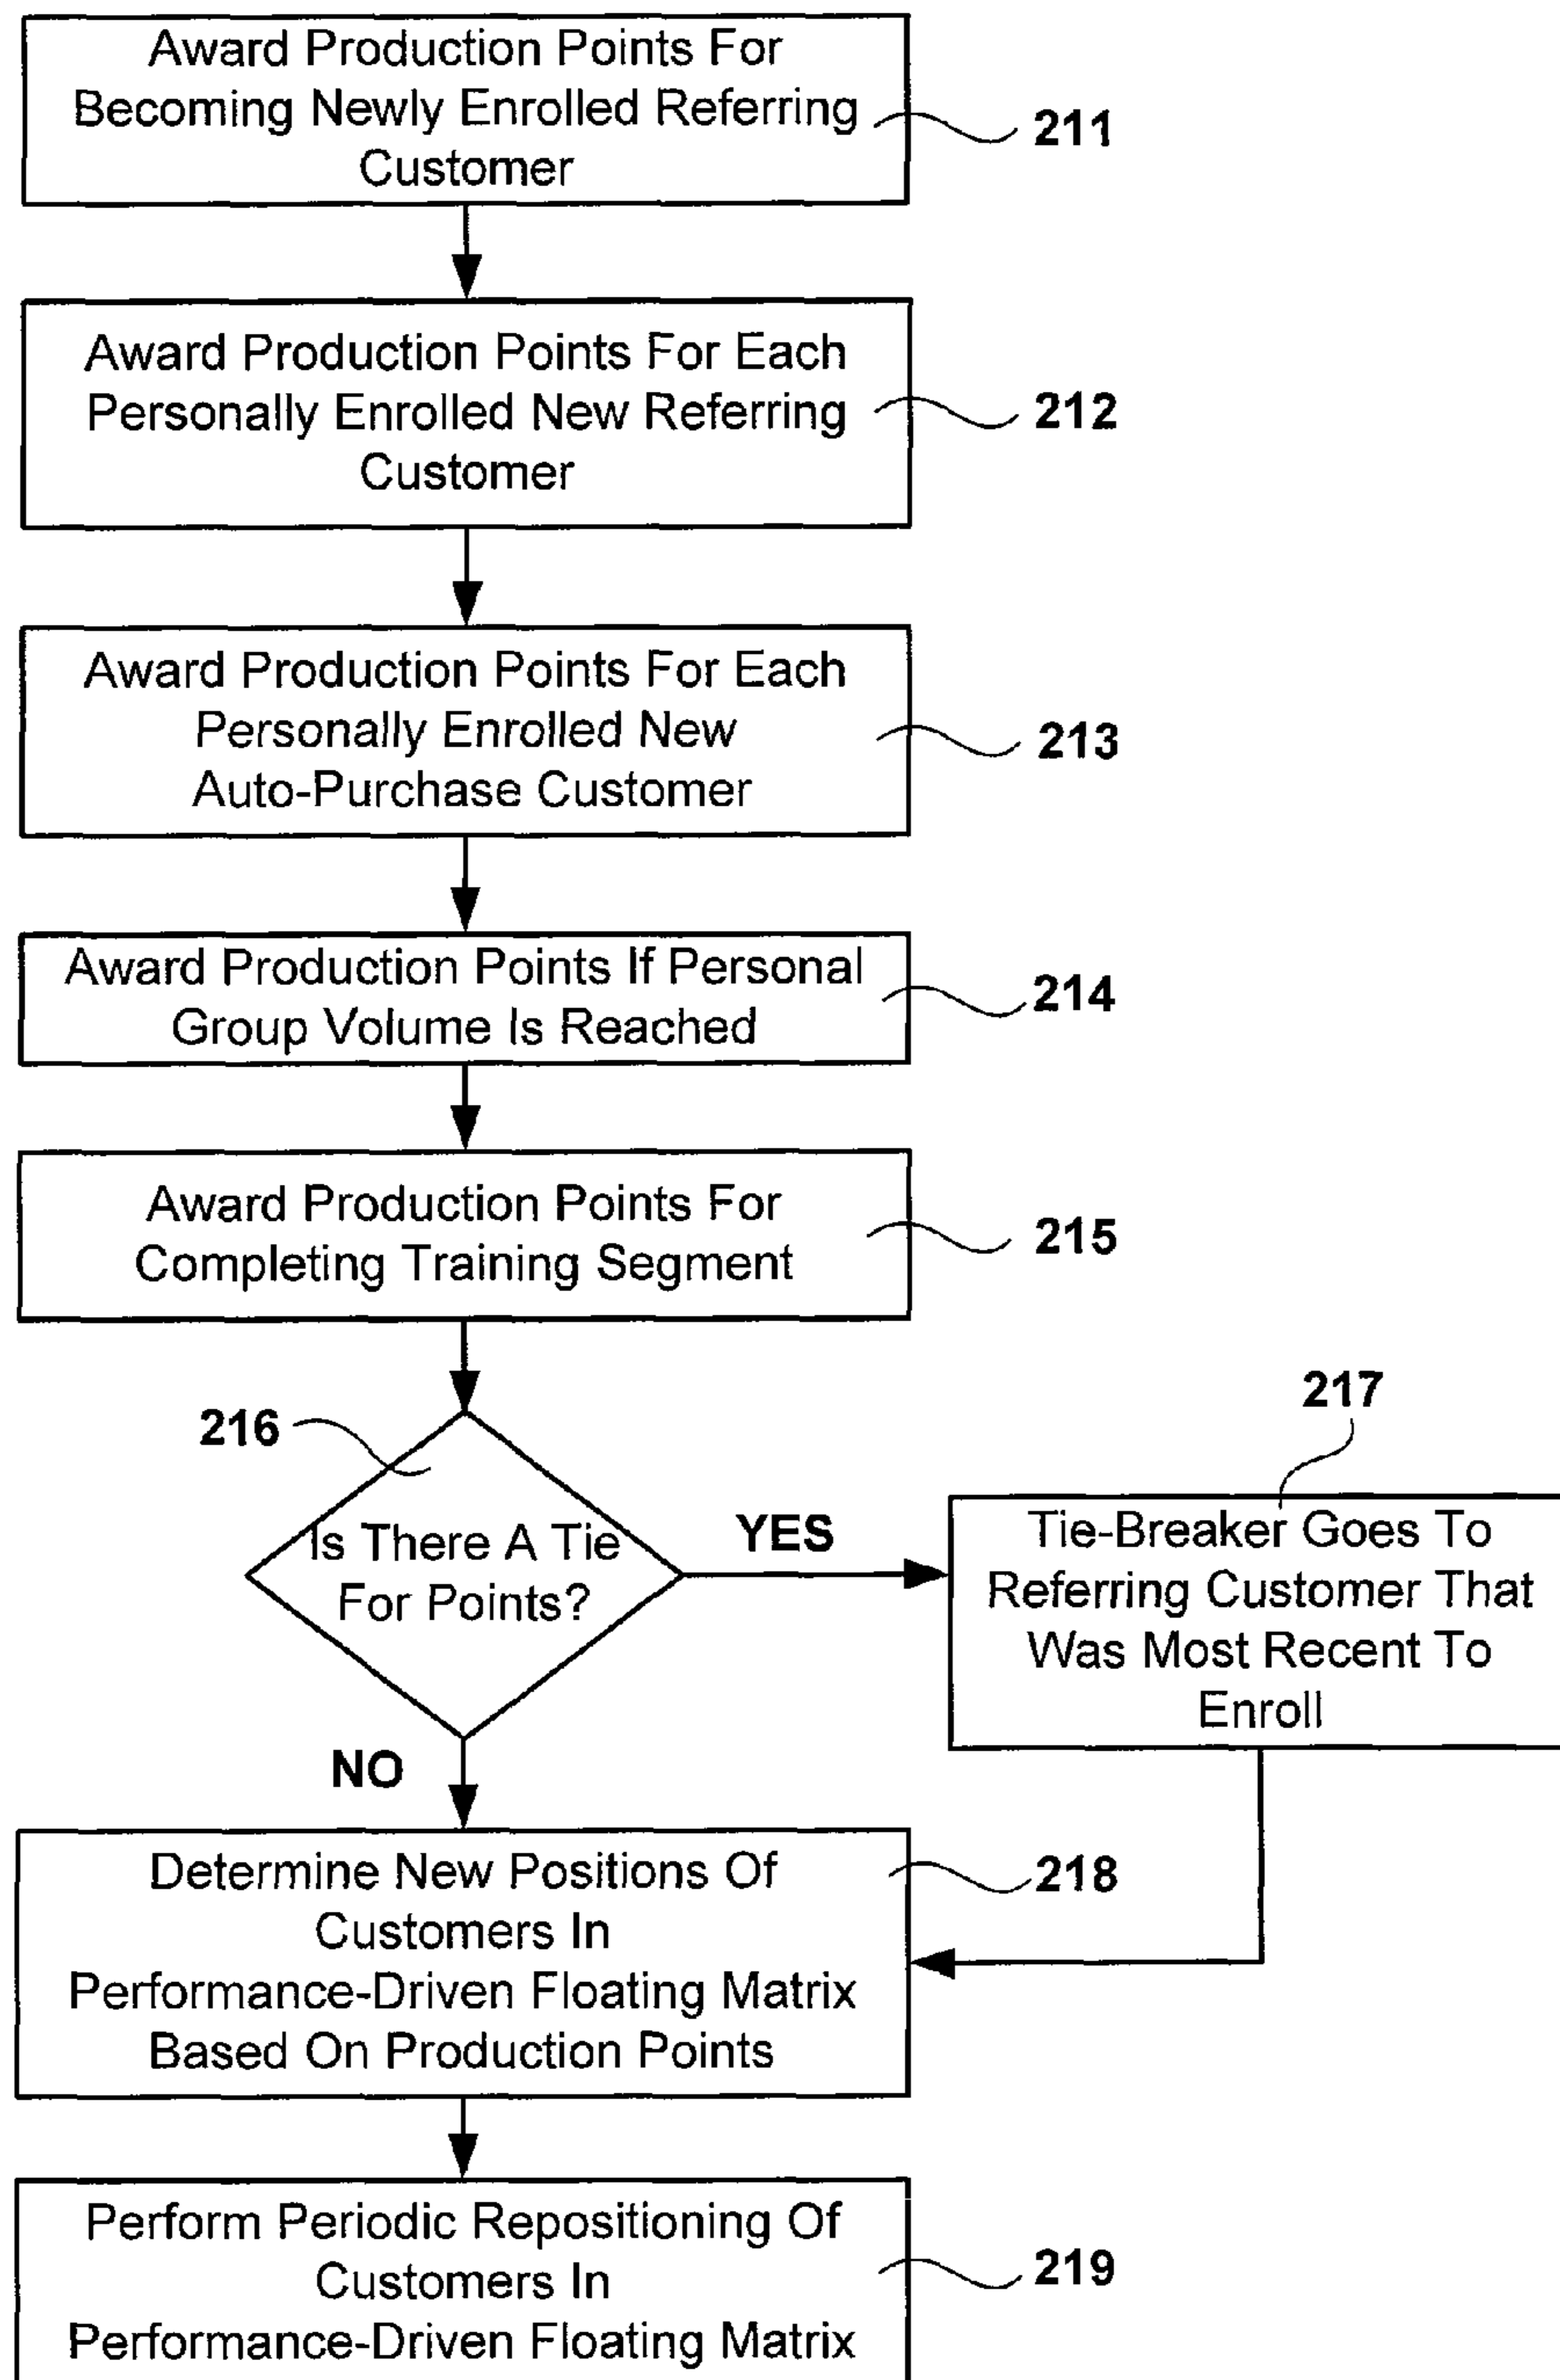 Award Production Points For
Becoming Newly Enrolled Referring
Customer
211
Award Production Points For Each
Personally Enrolled New Referring
Customer
212
Award Production Points For Each
Personally Enrolled New
Auto-Purchase Customer
213
Award Production Points If Personal
Group Volume Is Reached
214
Award Production Points For
Completing Training Segment
215
216
Is There A Tie
For Points?
YES
217
Tie-Breaker Goes To
Referring Customer That
Was Most Recent To
Enroll
NO
Determine New Positions Of
Customers In
Performance-Driven Floating Matrix
Based On Production Points
218
Perform Periodic Repositioning Of
Customers In
Performance-Driven Floating Matrix
219